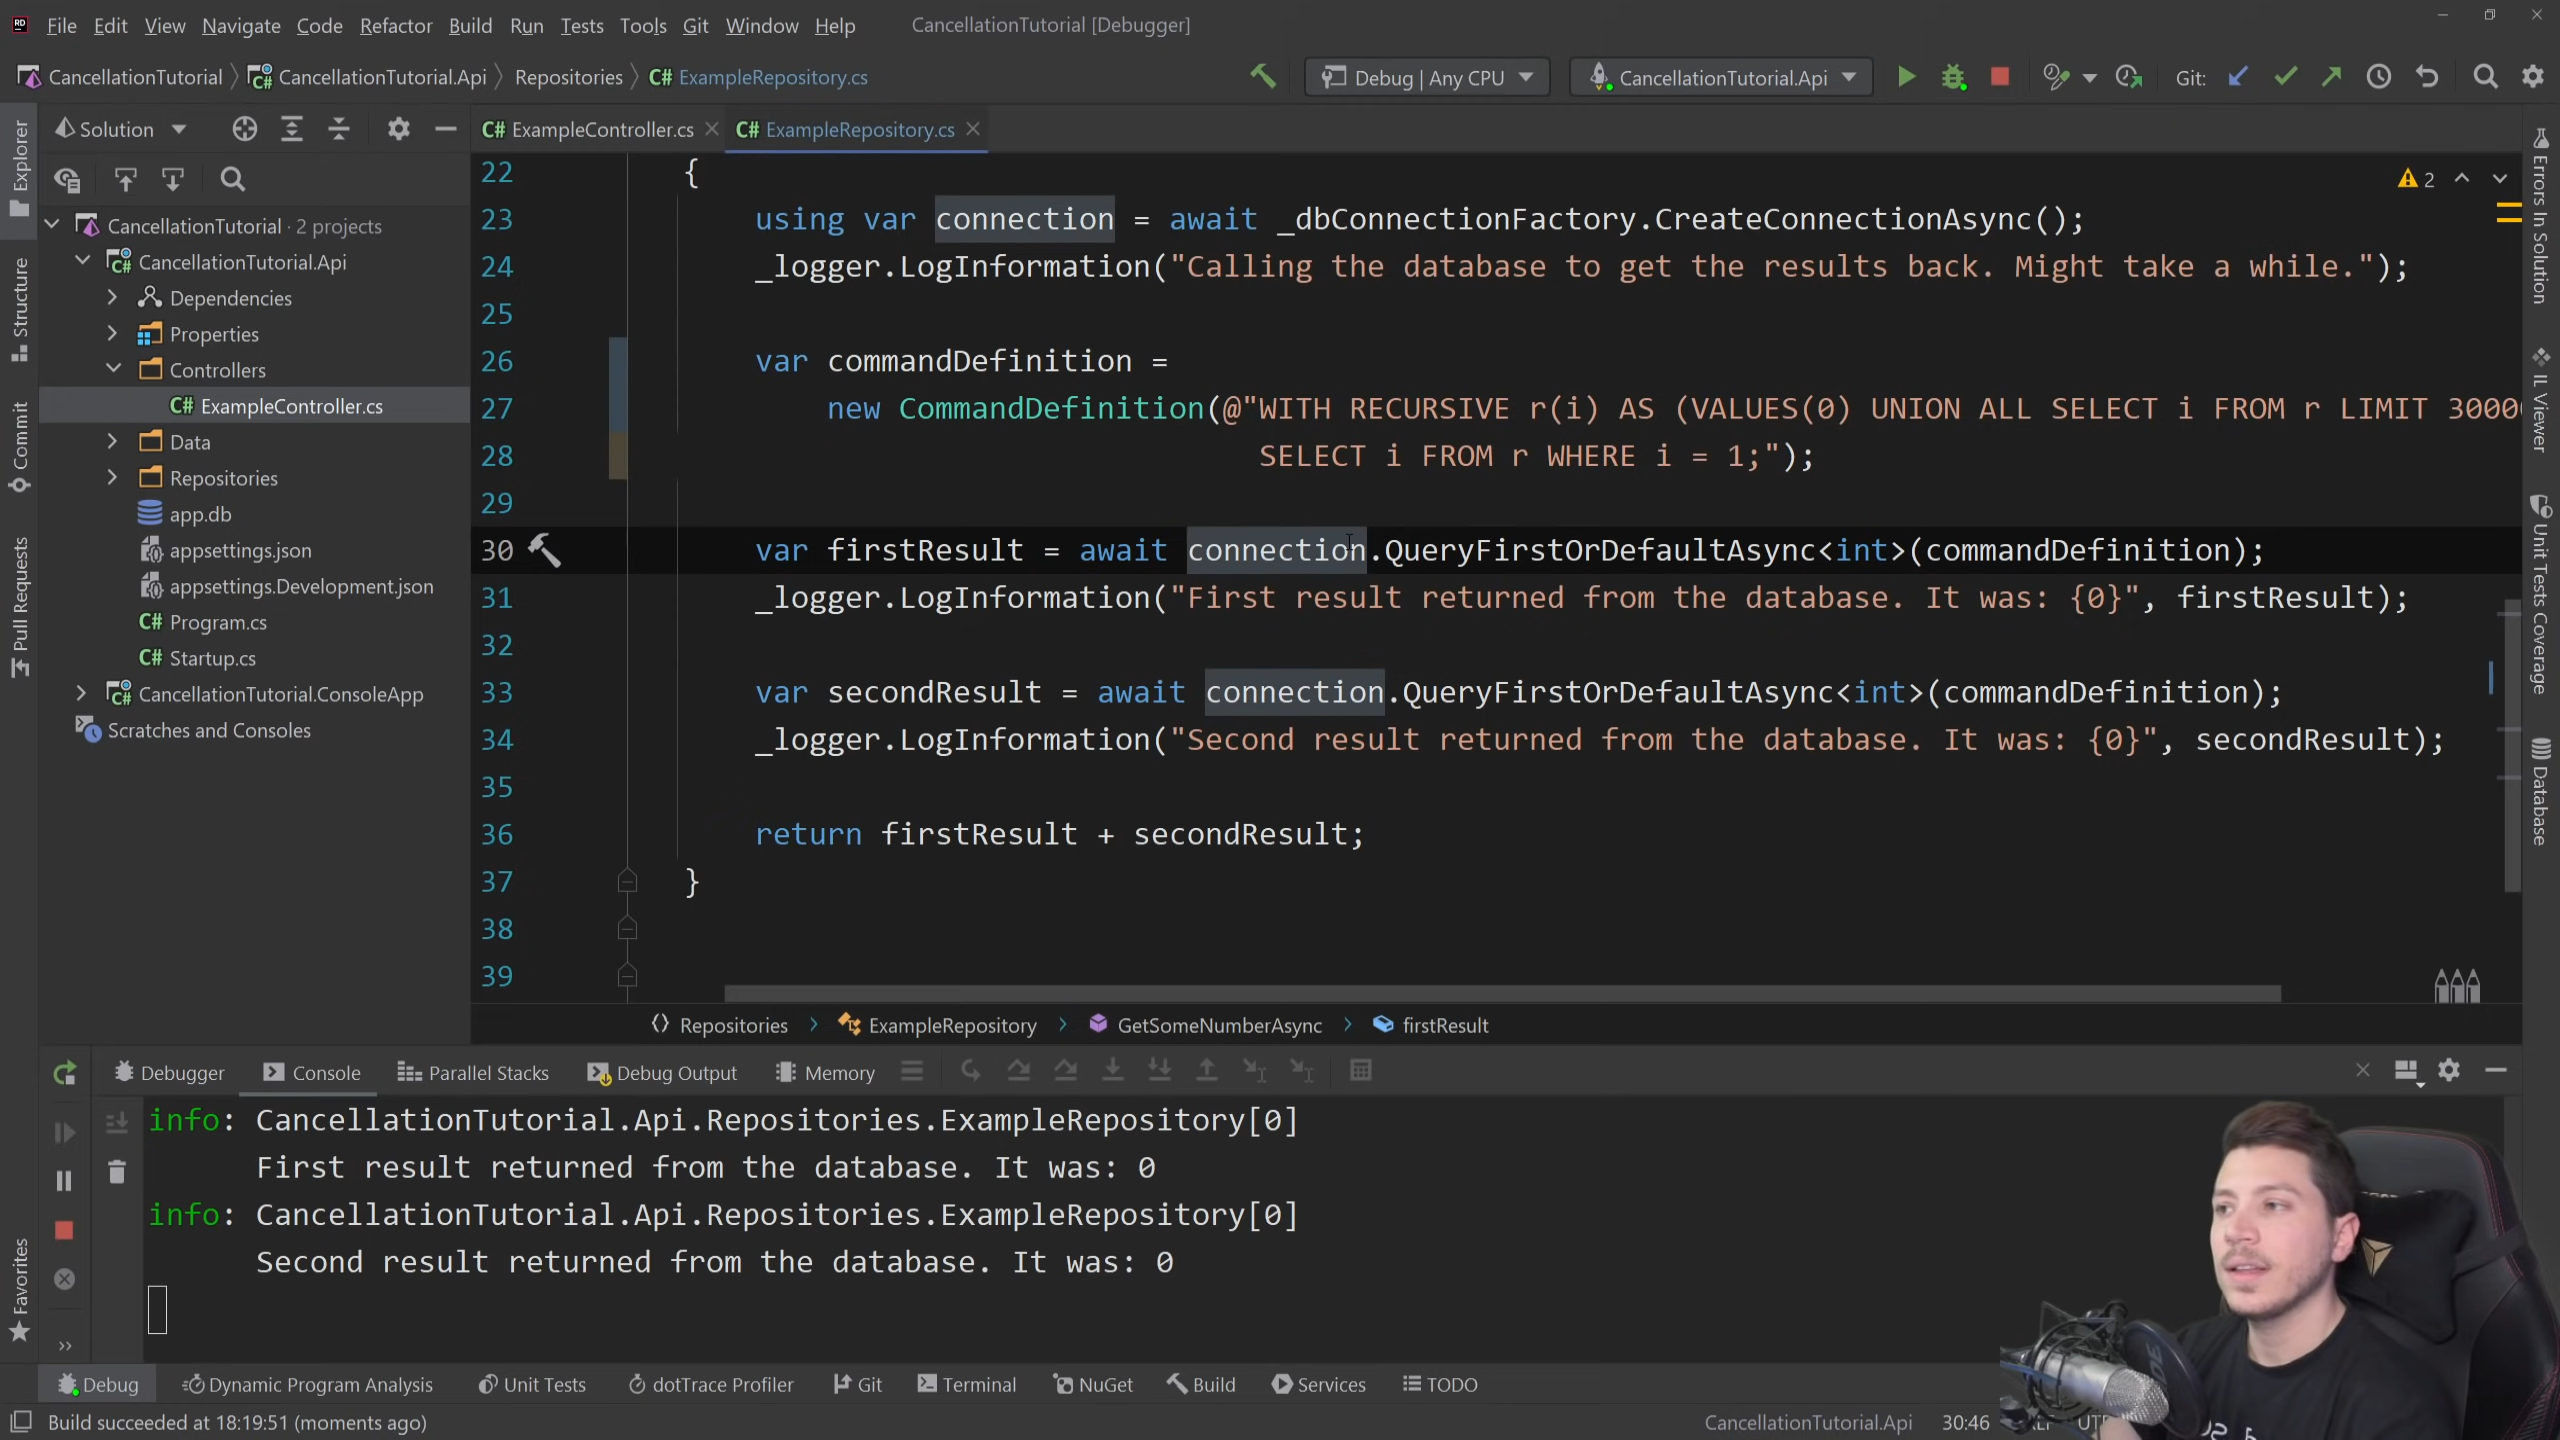 File Edit View Navigate Code Refactor Build Run Tests Tools Git Window Help CancellationTutorial [Debugger]
CancellationTutorial CancellationTutorial.Api Repositories C# ExampleRepository.cs Debug | Any CPU CancellationTutorial.Api Git:
Solution C# ExampleController.cs C# ExampleRepository.cs
CancellationTutorial · 2 projects
CancellationTutorial.Api
Dependencies
Properties
Controllers
C# ExampleController.cs
Data
Repositories
app.db
appsettings.json
appsettings.Development.json
C# Program.cs
C# Startup.cs
CancellationTutorial.ConsoleApp
Scratches and Consoles
Explorer
Structure
Commit
Pull Requests
Favorites
2
22 {
23 using var connection = await _dbConnectionFactory.CreateConnectionAsync();
24 _logger.LogInformation("Calling the database to get the results back. Might take a while.");
25
26 var commandDefinition =
27 new CommandDefinition(@"WITH RECURSIVE r(i) AS (VALUES(0) UNION ALL SELECT i FROM r LIMIT 3000
28 SELECT i FROM r WHERE i = 1;");
29
30 var firstResult = await connection.QueryFirstOrDefaultAsync<int>(commandDefinition);
31 _logger.LogInformation("First result returned from the database. It was: {0}", firstResult);
32
33 var secondResult = await connection.QueryFirstOrDefaultAsync<int>(commandDefinition);
34 _logger.LogInformation("Second result returned from the database. It was: {0}", secondResult);
35
36 return firstResult + secondResult;
37 }
38
39
Errors In Solution
IL Viewer
Unit Tests Coverage
Database
Repositories ExampleRepository GetSomeNumberAsync firstResult
Debugger Console Parallel Stacks Debug Output Memory
info: CancellationTutorial.Api.Repositories.ExampleRepository[0]
First result returned from the database. It was: 0
info: CancellationTutorial.Api.Repositories.ExampleRepository[0]
Second result returned from the database. It was: 0
Debug Dynamic Program Analysis Unit Tests dotTrace Profiler Git Terminal NuGet Build Services TODO
Build succeeded at 18:19:51 (moments ago) CancellationTutorial.Api 30:46